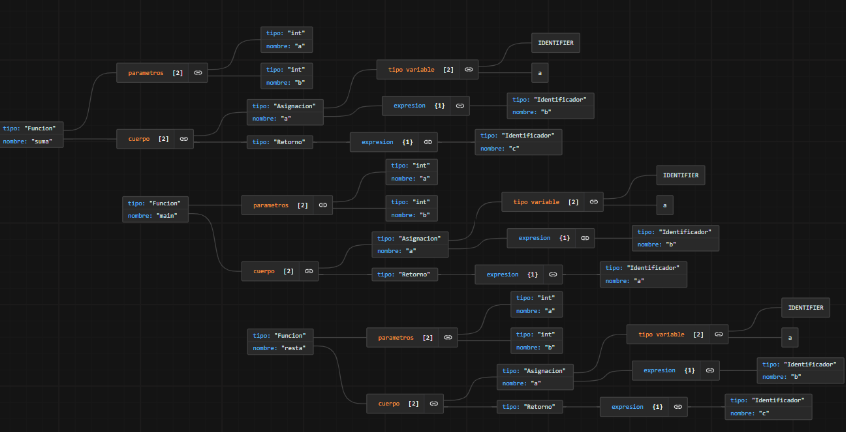 tipo: "Funcion"
nombre: "suma"
parametros [2]
tipo: "int"
nombre: "a"
tipo: "int"
nombre: "b"
cuerpo [2]
tipo: "Asignacion"
nombre: "a"
tipo variable [2]
IDENTIFIER
a
expresion {1}
tipo: "Identificador"
nombre: "b"
tipo: "Retorno"
expresion {1}
tipo: "Identificador"
nombre: "c"
tipo: "Funcion"
nombre: "main"
parametros [2]
tipo: "int"
nombre: "a"
tipo: "int"
nombre: "b"
cuerpo [2]
tipo: "Asignacion"
nombre: "a"
tipo variable [2]
IDENTIFIER
a
expresion {1}
tipo: "Identificador"
nombre: "b"
tipo: "Retorno"
expresion {1}
tipo: "Identificador"
nombre: "a"
tipo: "Funcion"
nombre: "resta"
parametros [2]
tipo: "int"
nombre: "a"
tipo: "int"
nombre: "b"
cuerpo [2]
tipo: "Asignacion"
nombre: "a"
tipo variable [2]
IDENTIFIER
a
expresion {1}
tipo: "Identificador"
nombre: "b"
tipo: "Retorno"
expresion {1}
tipo: "Identificador"
nombre: "c"